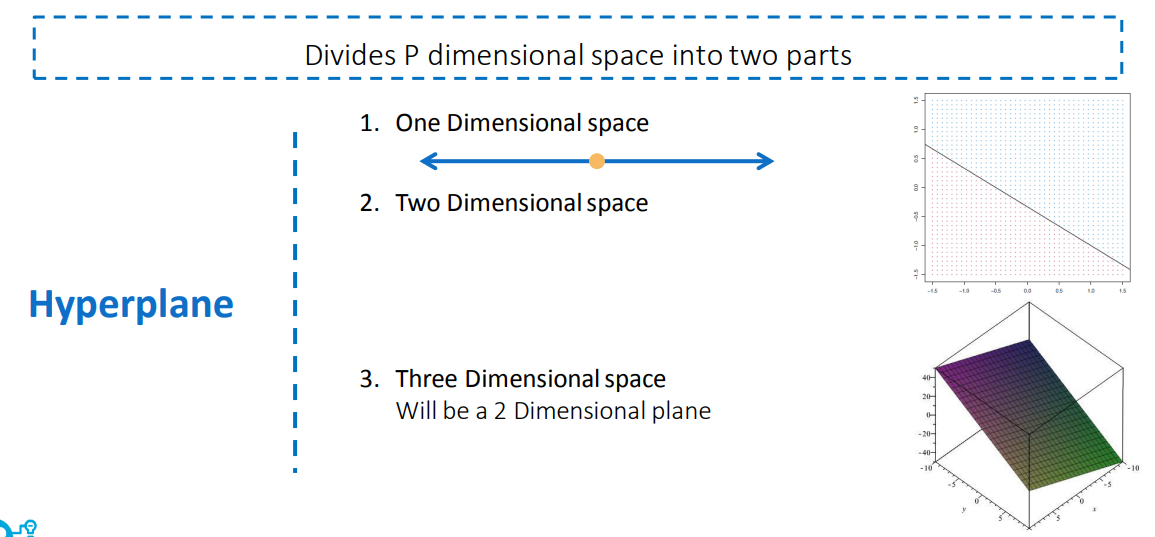 Divides P dimensional space into two parts
1. One Dimensional space
2. Two Dimensional space
Hyperplane
3. Three Dimensional space
Will be a 2 Dimensional plane
1.5
1.0
0.5
0.0
-0.5
-1.0
-1.5
-1.5 -1.0 -0.5 0.0 0.5 1.0 1.5
40
20
0
-20
-40
-10 -5 0 5
y
-10 -5 0 5
x